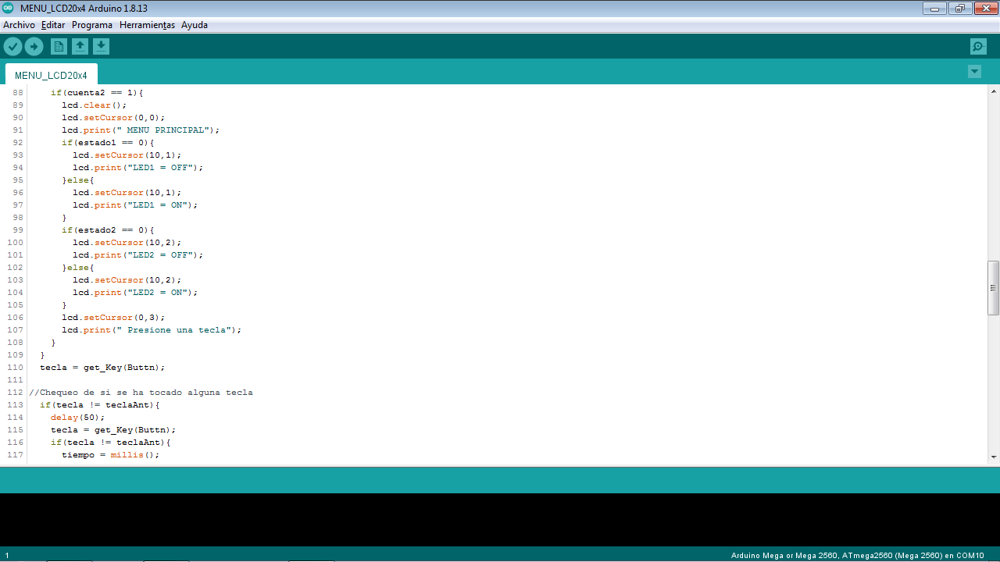 MENU_LCD20x4 Arduino 1.8.13
Archivo Editar Programa Herramientas Ayuda
MENU_LCD20x4
88     if(cuenta2 == 1){
89       lcd.clear();
90       lcd.setCursor(0,0);
91       lcd.print(" MENU PRINCIPAL");
92       if(estado1 == 0){
93         lcd.setCursor(10,1);
94         lcd.print("LED1 = OFF");
95       }else{
96         lcd.setCursor(10,1);
97         lcd.print("LED1 = ON");
98       }
99       if(estado2 == 0){
100         lcd.setCursor(10,2);
101         lcd.print("LED2 = OFF");
102       }else{
103         lcd.setCursor(10,2);
104         lcd.print("LED2 = ON");
105       }
106       lcd.setCursor(0,3);
107       lcd.print(" Presione una tecla");
108     }
109   }
110   tecla = get_Key(Buttn);
111
112 //Chequeo de si se ha tocado alguna tecla
113   if(tecla != teclaAnt){
114     delay(50);
115     tecla = get_Key(Buttn);
116     if(tecla != teclaAnt){
117       tiempo = millis();
1
Arduino Mega or Mega 2560, ATmega2560 (Mega 2560) en COM10